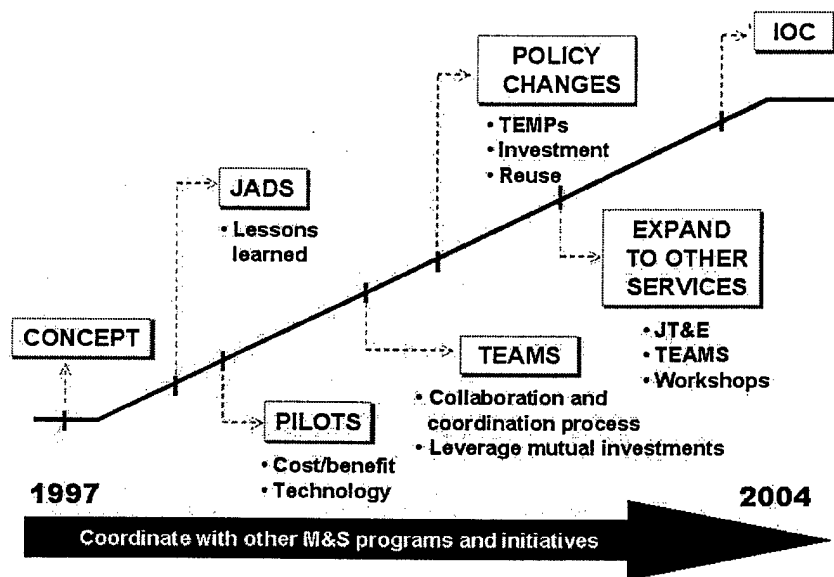 IOC
POLICY
CHANGES
• TEMPs
• Investment
• Reuse
JADS
• Lessons
learned
EXPAND
TO OTHER
SERVICES
• JT&E
• TEAMS
• Workshops
CONCEPT
TEAMS
• Collaboration and
coordination process
• Leverage mutual investments
PILOTS
• Cost/benefit
• Technology
1997
2004
Coordinate with other M&S programs and initiatives